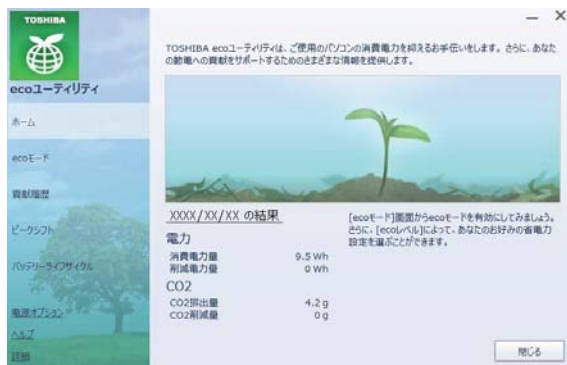 TOSHIBA
ecoユーティリティ
ホーム
ecoモード
貢献履歴
ピークシフト
バッテリーライフサイクル
電源オプション
ヘルプ
詳細
TOSHIBA ecoユーティリティは、ご使用のパソコンの消費電力を抑えるお手伝いをします。さらに、あなた
の節電への貢献をサポートするためのさまざまな情報を提供します。
XXXX/XX/XX の結果
電力
消費電力量 9.5 Wh
削減電力量 0 Wh
CO2
CO2排出量 4.2 g
CO2削減量 0 g
[ecoモード]画面からecoモードを有効にしてみましょう。
さらに、[ecoレベル]によって、あなたのお好みの省電力
設定を選ぶことができます。
閉じる